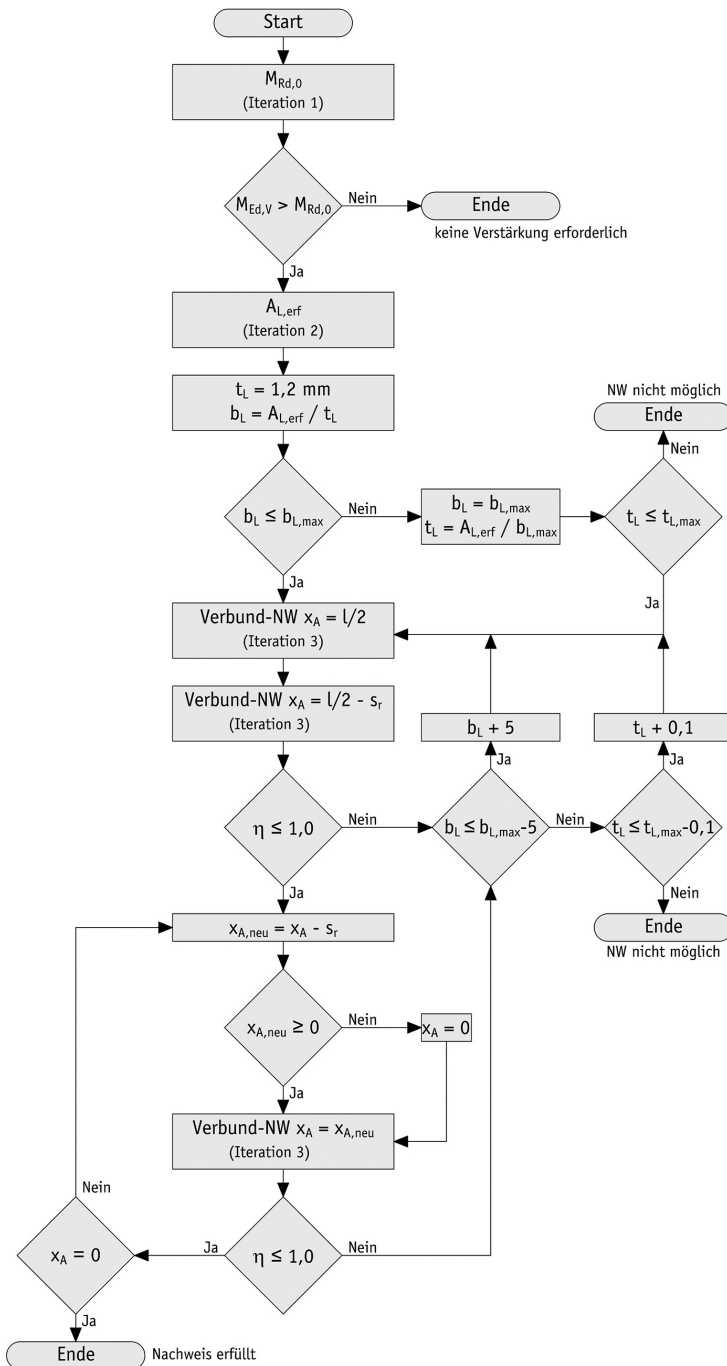 Start
M_Rd,0
(Iteration 1)
M_Ed,V > M_Rd,0
Nein
Ende
keine Verstärkung erforderlich
Ja
A_L,erf
(Iteration 2)
t_L = 1,2 mm
b_L = A_L,erf / t_L
NW nicht möglich
Ende
Nein
b_L ≤ b_L,max
Nein
b_L = b_L,max
t_L = A_L,erf / b_L,max
t_L ≤ t_L,max
Ja
Ja
Verbund-NW x_A = l/2
(Iteration 3)
Verbund-NW x_A = l/2 - s_r
(Iteration 3)
b_L + 5
t_L + 0,1
Ja
Ja
η ≤ 1,0
Nein
b_L ≤ b_L,max-5
Nein
t_L ≤ t_L,max-0,1
Ja
Nein
x_A,neu = x_A - s_r
Ende
NW nicht möglich
x_A,neu ≥ 0
Nein
x_A = 0
Ja
Verbund-NW x_A = x_A,neu
(Iteration 3)
Nein
x_A = 0
Ja
η ≤ 1,0
Nein
Ja
Ende
Nachweis erfüllt